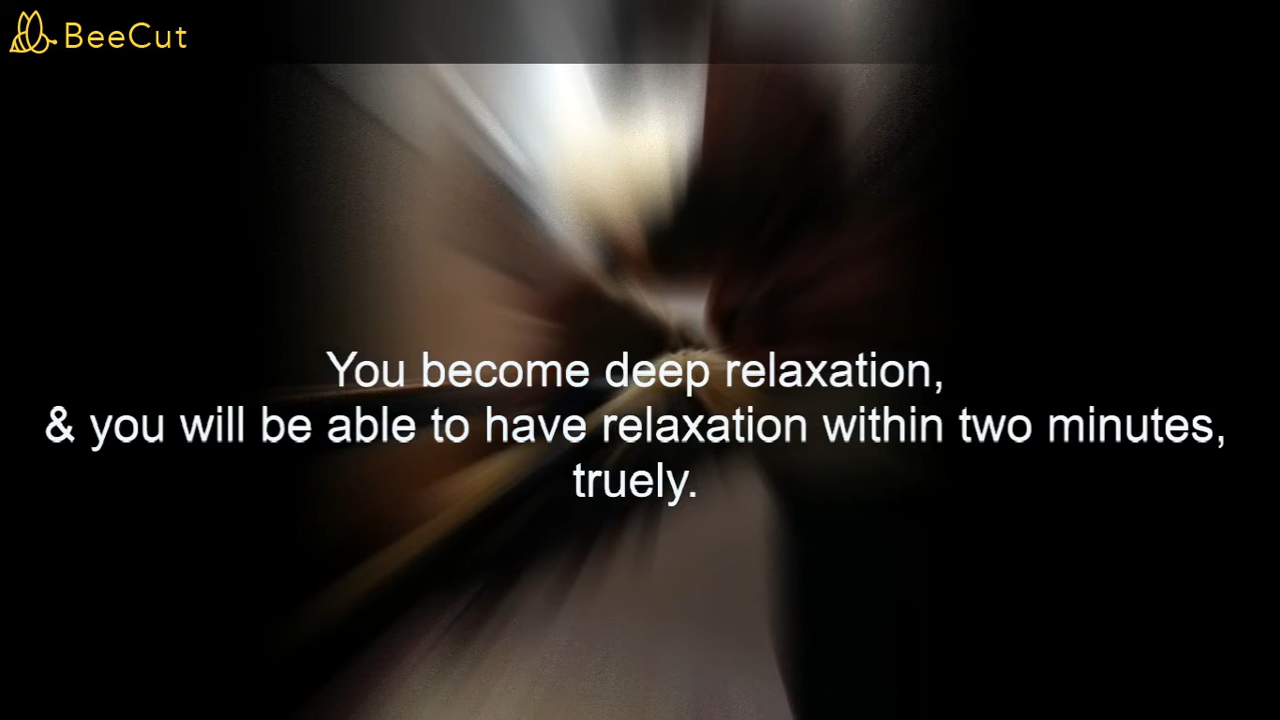 BeeCut
You become deep relaxation,
& you will be able to have relaxation within two minutes,
truely.